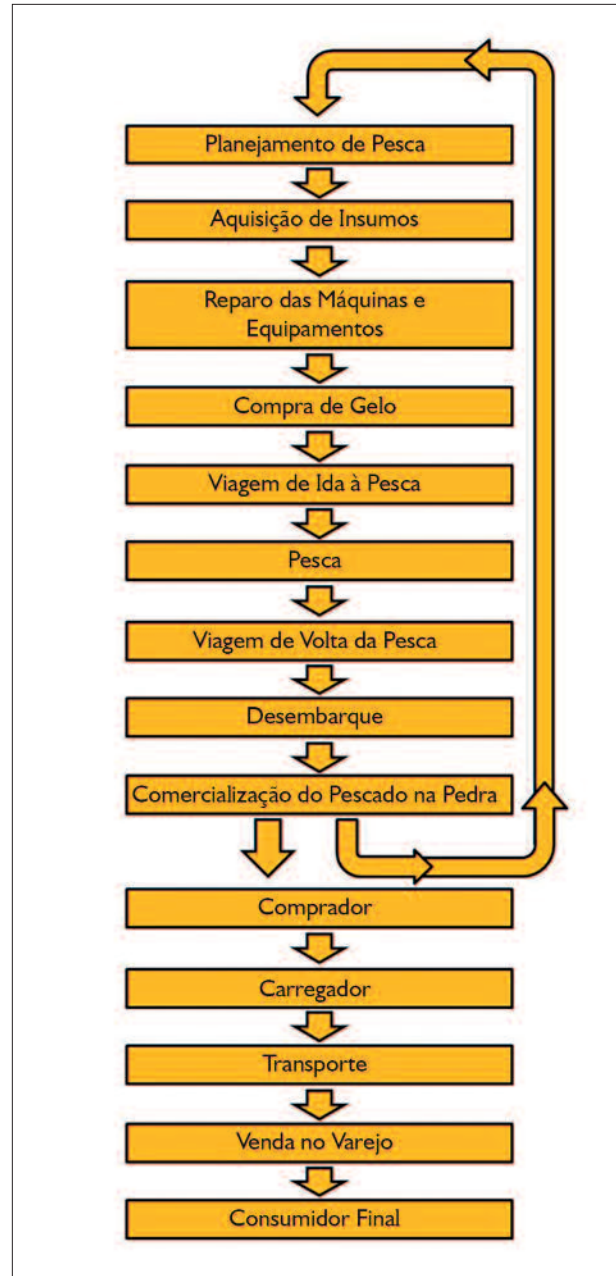 Planejamento de Pesca
Aquisição de Insumos
Reparo das Máquinas e
Equipamentos
Compra de Gelo
Viagem de Ida à Pesca
Pesca
Viagem de Volta da Pesca
Desembarque
Comercialização do Pescado na Pedra
Comprador
Carregador
Transporte
Venda no Varejo
Consumidor Final